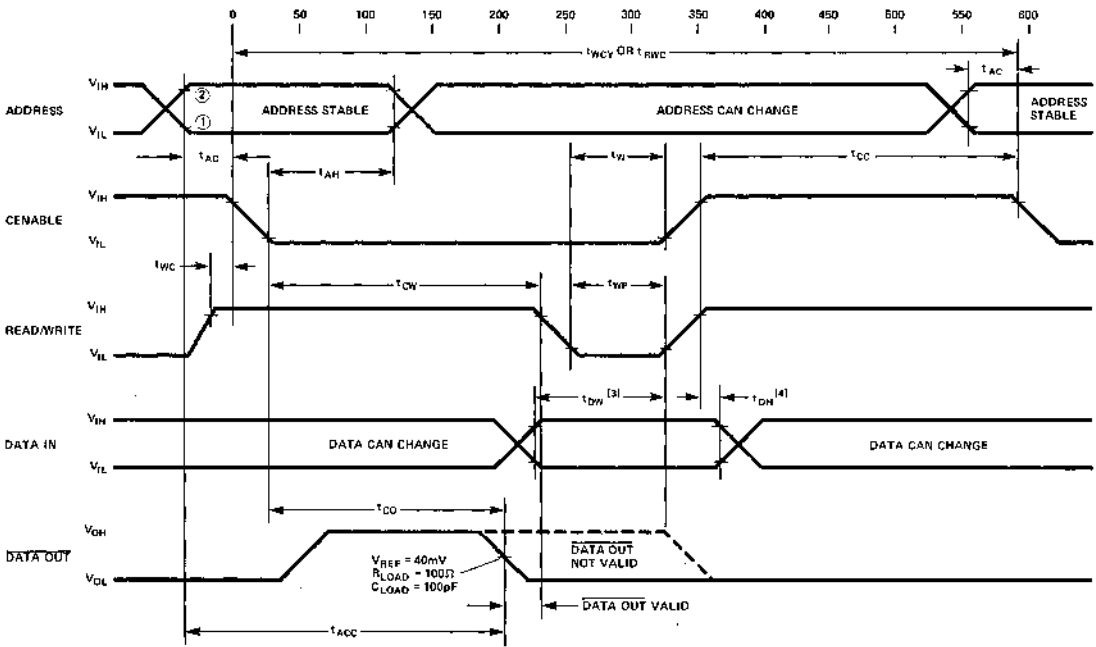 0 50 100 150 200 250 300 350 400 450 500 550 600
tWCY OR tRWC
tAC
ADDRESS
VIH
VIL
②
①
ADDRESS STABLE
ADDRESS CAN CHANGE
ADDRESS
STABLE
tAC
tAH
tW
tCC
CENABLE
VIH
VIL
tWC
tCW
tWP
READ/WRITE
VIH
VIL
tDW [3]
tDH [4]
DATA IN
VIH
VIL
DATA CAN CHANGE
DATA CAN CHANGE
tCO
DATA OUT
VOH
VOL
VREF = 40mV
RLOAD = 100Ω
CLOAD = 100pF
DATA OUT
NOT VALID
DATA OUT VALID
tACC